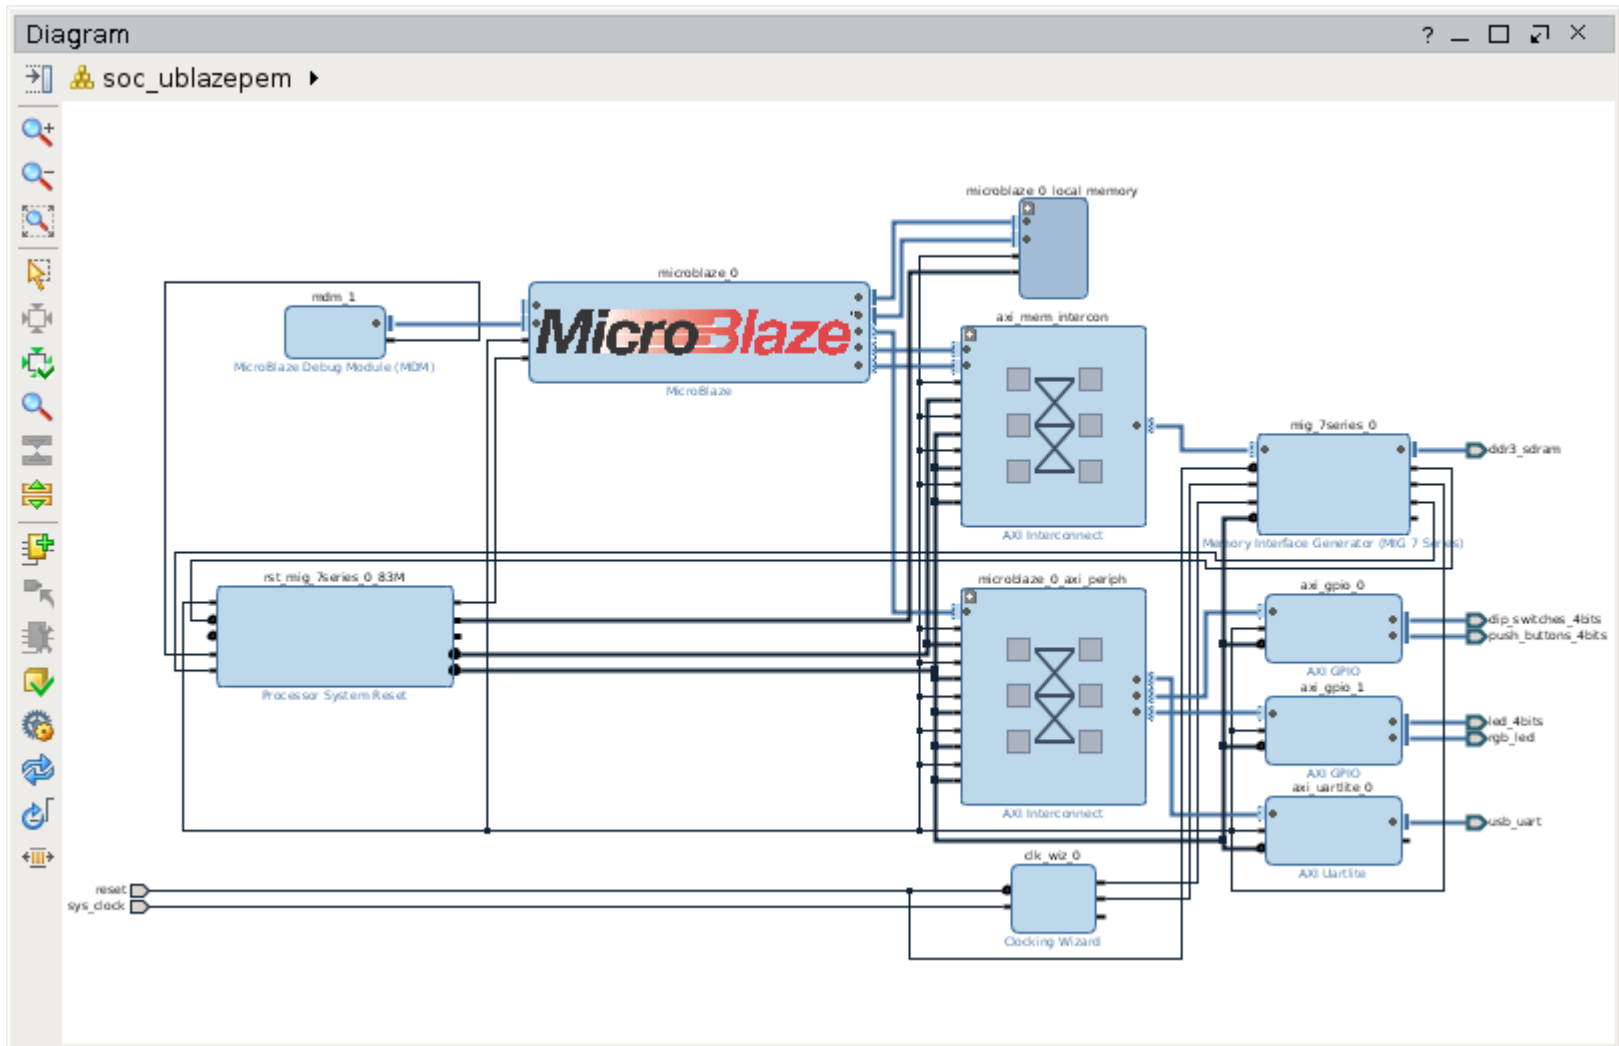 Diagram
?
soc_ublazepem
microblaze_0_local_memory
microblaze_0
MicroBlaze
MicroBlaze
mdm_1
MicroBlaze Debug Module (MDM)
axi_mem_intercon
AXI Interconnect
mig_7series_0
Memory Interface Generator (MIG 7 Series)
ddr3_sdram
rst_mig_7series_0_83M
Processor System Reset
microblaze_0_axi_periph
AXI Interconnect
axi_gpio_0
AXI GPIO
dip_switches_4bits
push_buttons_4bits
axi_gpio_1
AXI GPIO
led_4bits
rgb_led
axi_uartlite_0
AXI Uartlite
usb_uart
clk_wiz_0
Clocking Wizard
reset
sys_clock